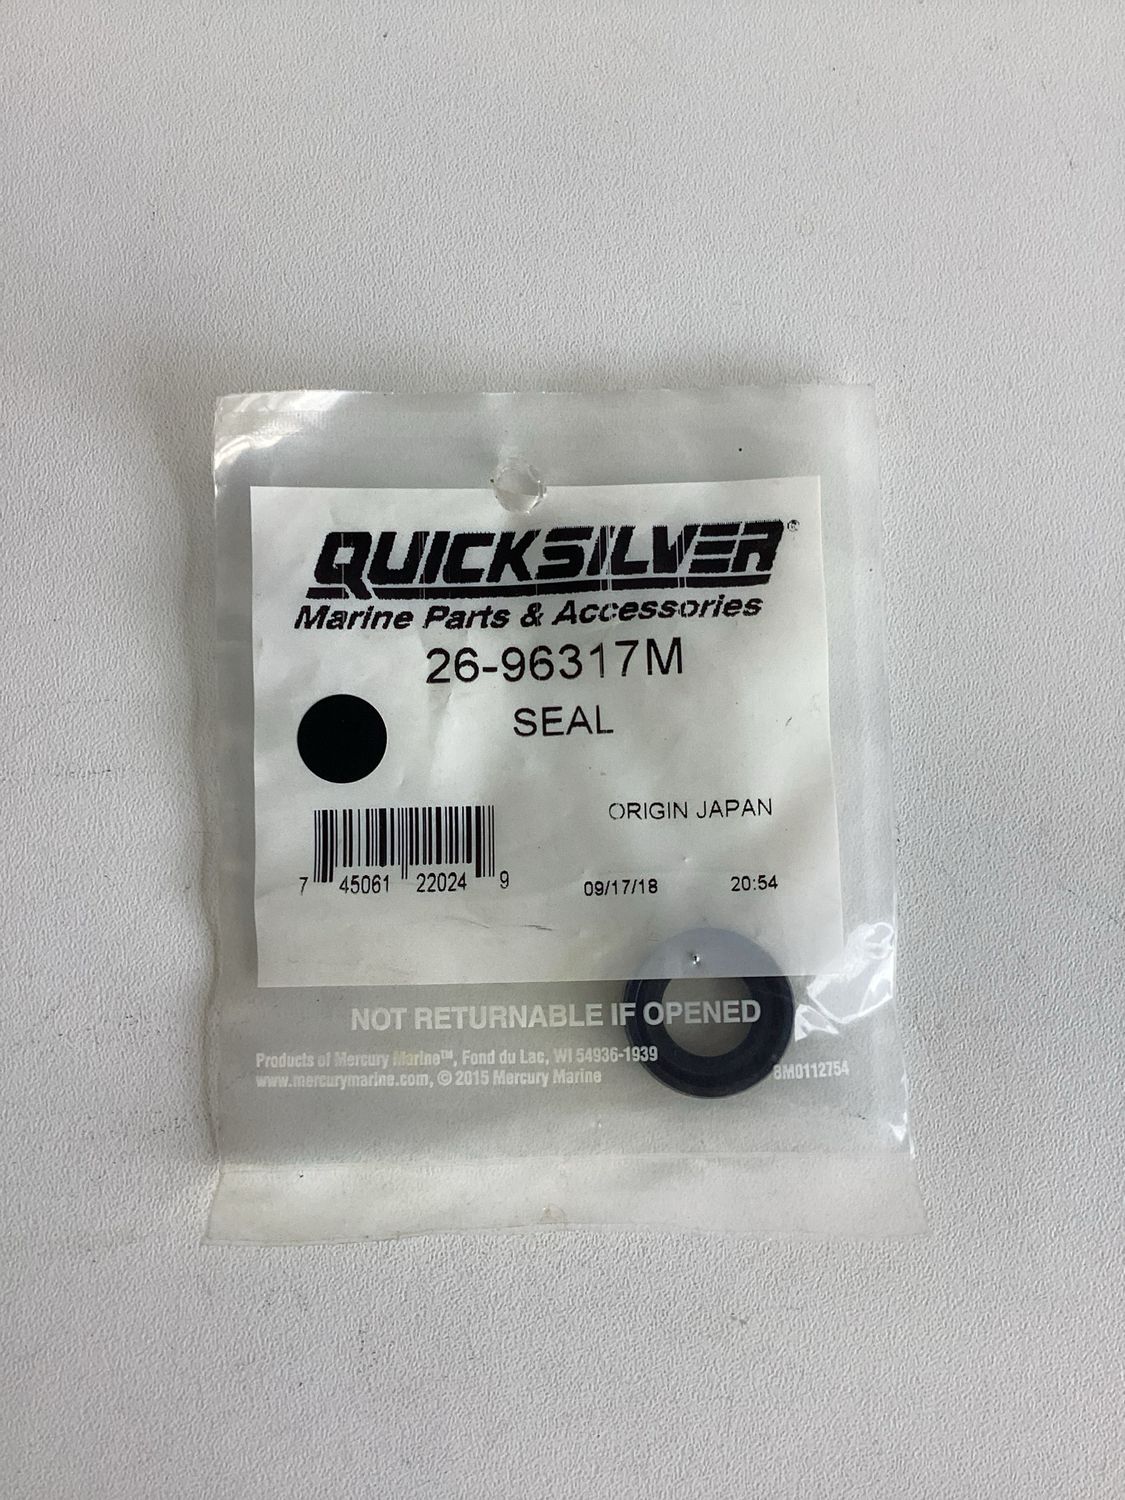 QUICKSILVER®
Marine Parts & Accessories
26-96317M
SEAL
ORIGIN JAPAN
7 45061 22024 9
09/17/18 20:54
NOT RETURNABLE IF OPENED
Products of Mercury Marine™, Fond du Lac, WI 54936-1939
www.mercurymarine.com, © 2015 Mercury Marine
8M0112754